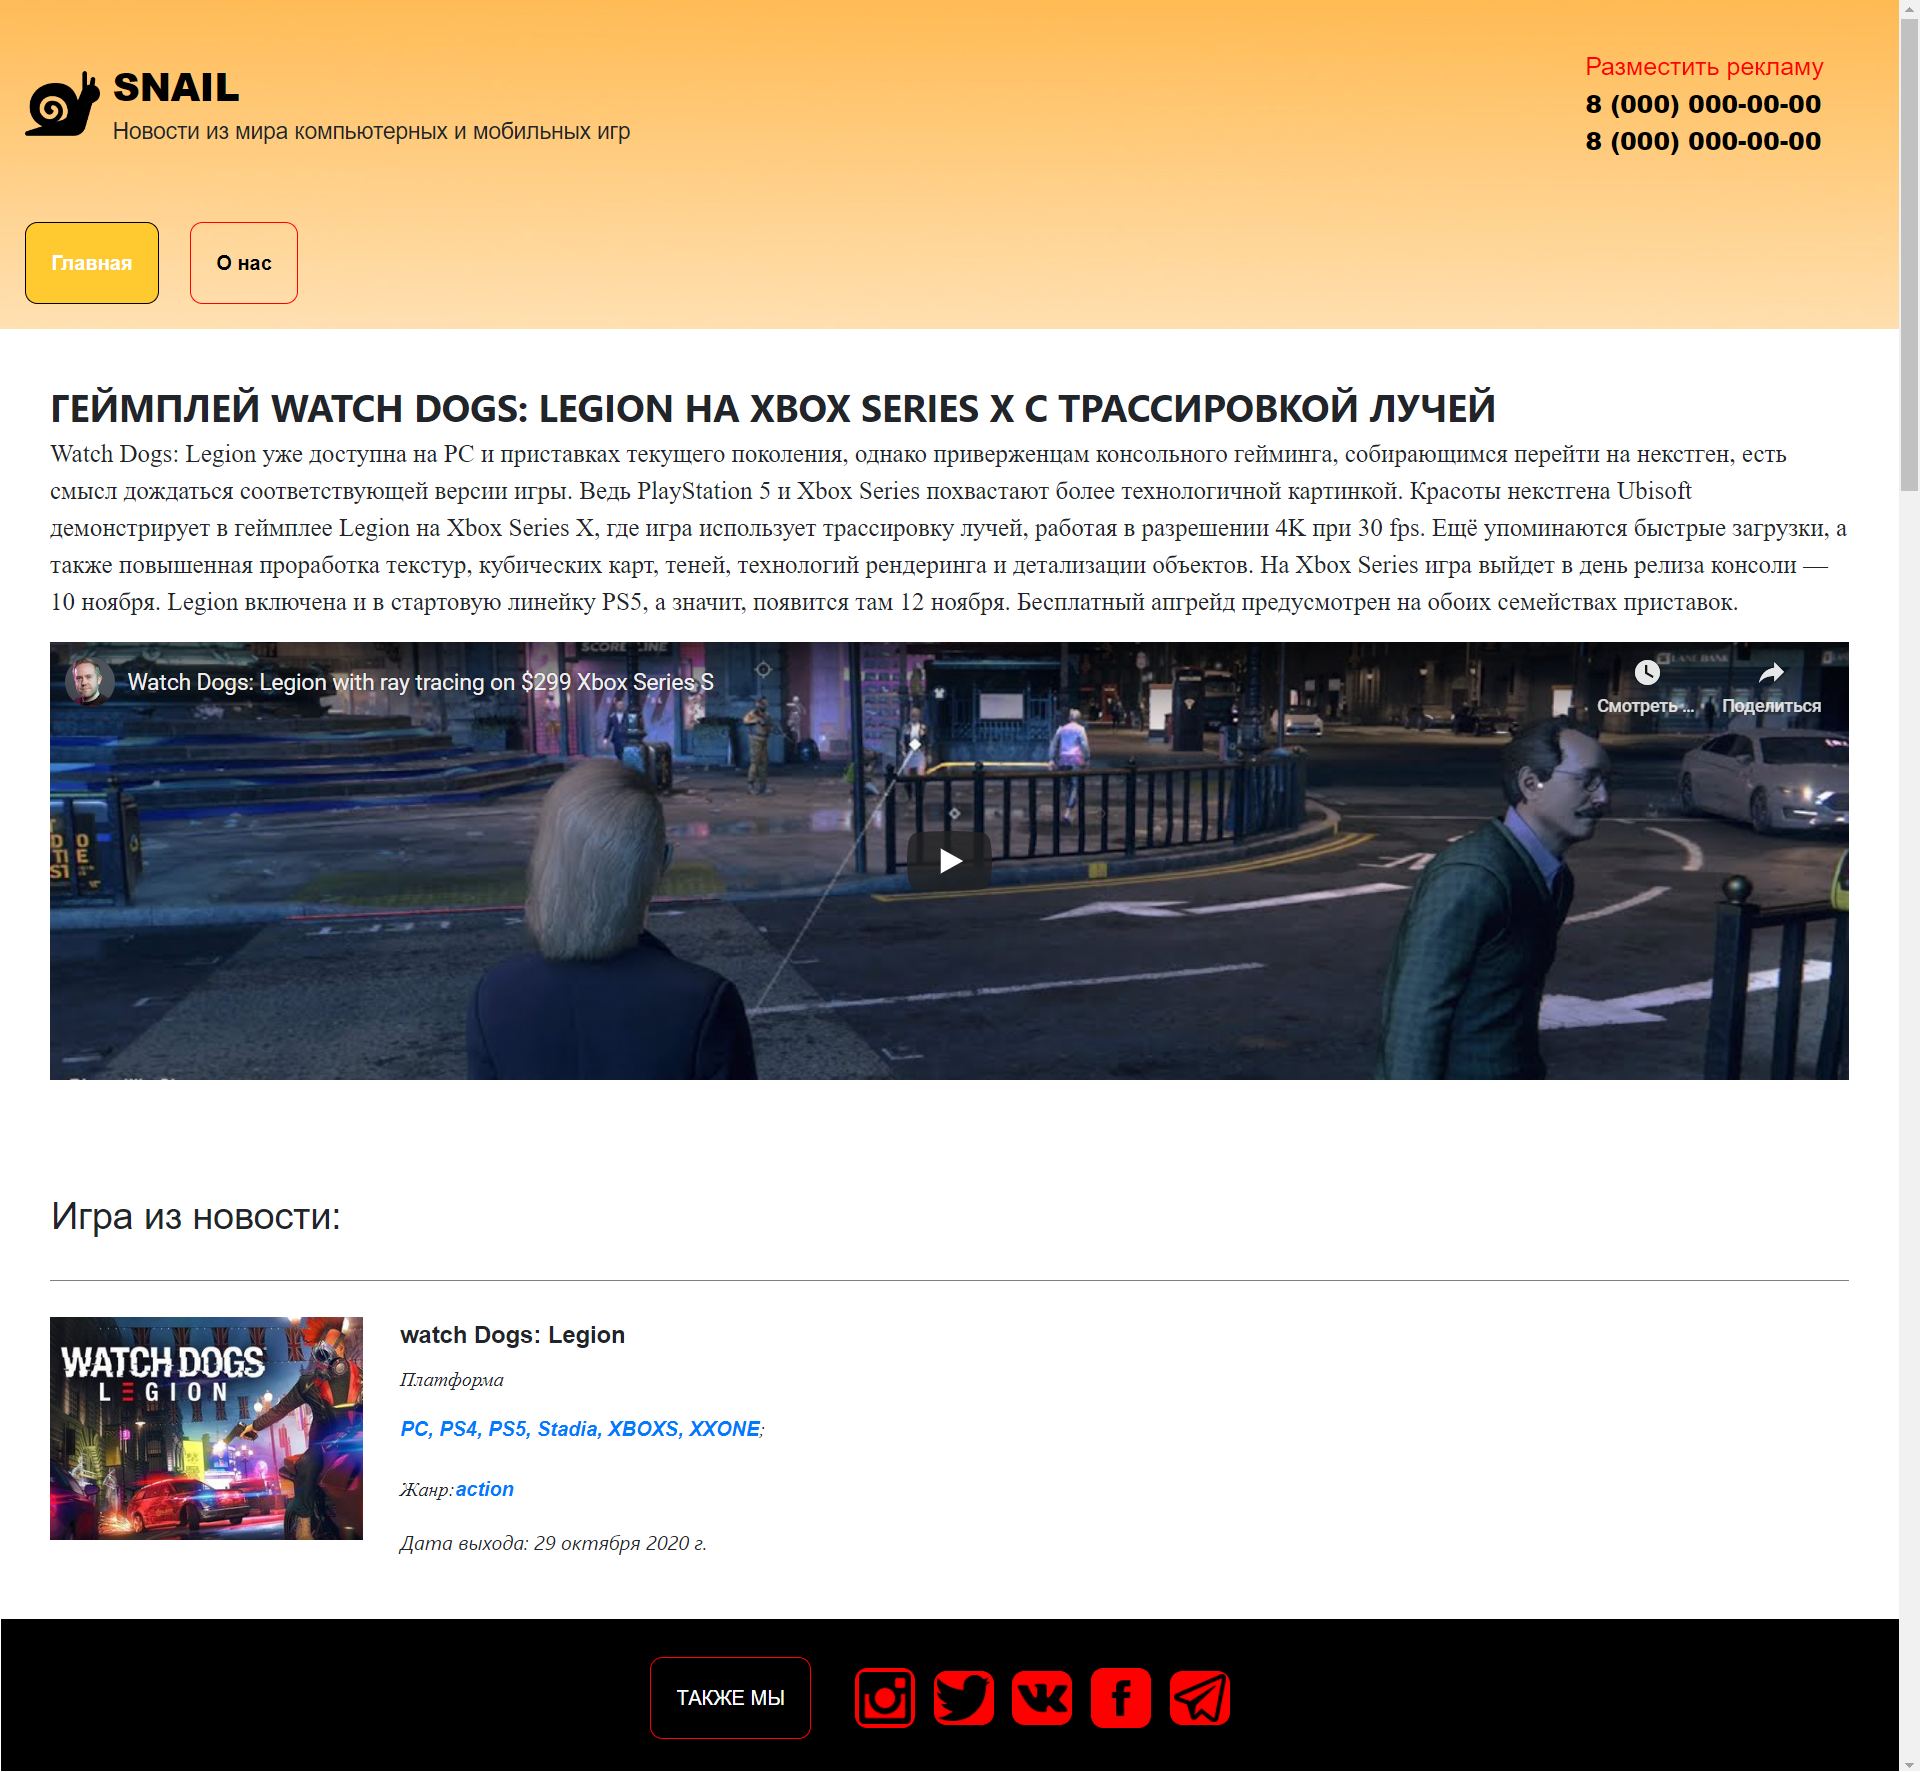 SNAIL
Новости из мира компьютерных и мобильных игр
Разместить рекламу
8 (000) 000-00-00
8 (000) 000-00-00
Главная
О нас
ГЕЙМПЛЕЙ WATCH DOGS: LEGION НА XBOX SERIES X С ТРАССИРОВКОЙ ЛУЧЕЙ
Watch Dogs: Legion уже доступна на PC и приставках текущего поколения, однако приверженцам консольного гейминга, собирающимся перейти на некстген, есть
смысл дождаться соответствующей версии игры. Ведь PlayStation 5 и Xbox Series похвастают более технологичной картинкой. Красоты некстгена Ubisoft
демонстрирует в геймплее Legion на Xbox Series X, где игра использует трассировку лучей, работая в разрешении 4K при 30 fps. Ещё упоминаются быстрые загрузки, а
также повышенная проработка текстур, кубических карт, теней, технологий рендеринга и детализации объектов. На Xbox Series игра выйдет в день релиза консоли —
10 ноября. Legion включена и в стартовую линейку PS5, а значит, появится там 12 ноября. Бесплатный апгрейд предусмотрен на обоих семействах приставок.
Watch Dogs: Legion with ray tracing on $299 Xbox Series S
Смотреть ...
Поделиться
LANE BANK
Игра из новости:
WATCH DOGS
LEGION
watch Dogs: Legion
Платформа
PC, PS4, PS5, Stadia, XBOXS, XXONE;
Жанр:action
Дата выхода: 29 октября 2020 г.
ТАКЖЕ МЫ